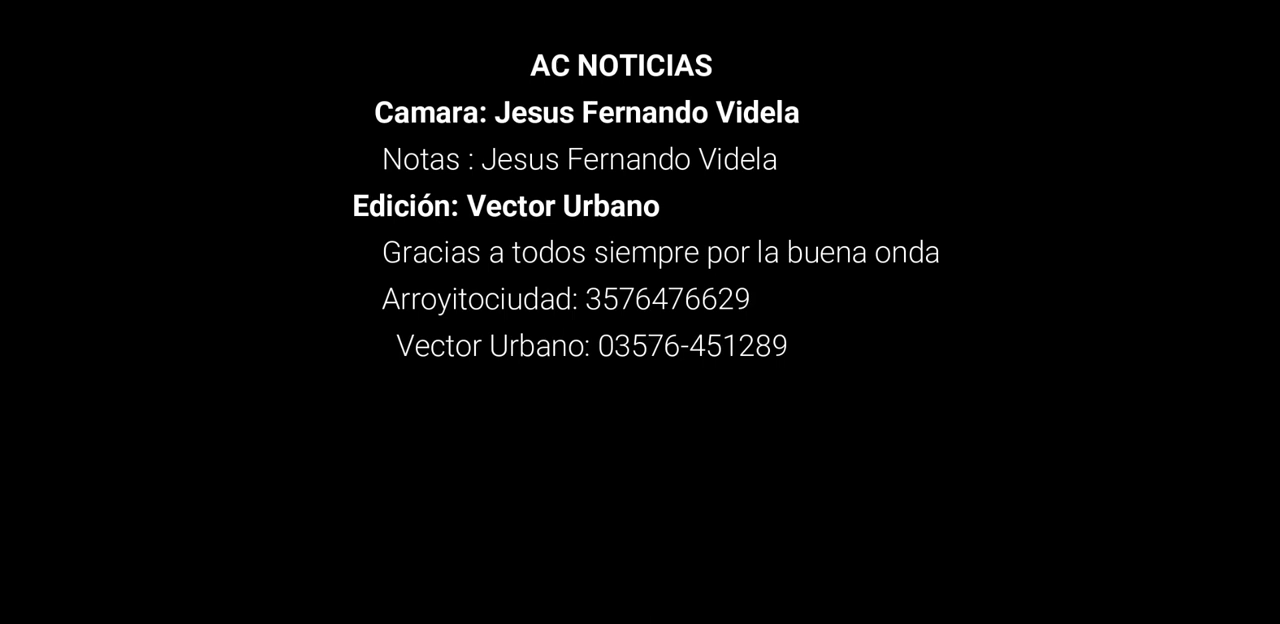 AC NOTICIAS
Camara: Jesus Fernando Videla
Notas : Jesus Fernando Videla
Edición: Vector Urbano
Gracias a todos siempre por la buena onda
Arroyitociudad: 3576476629
Vector Urbano: 03576-451289